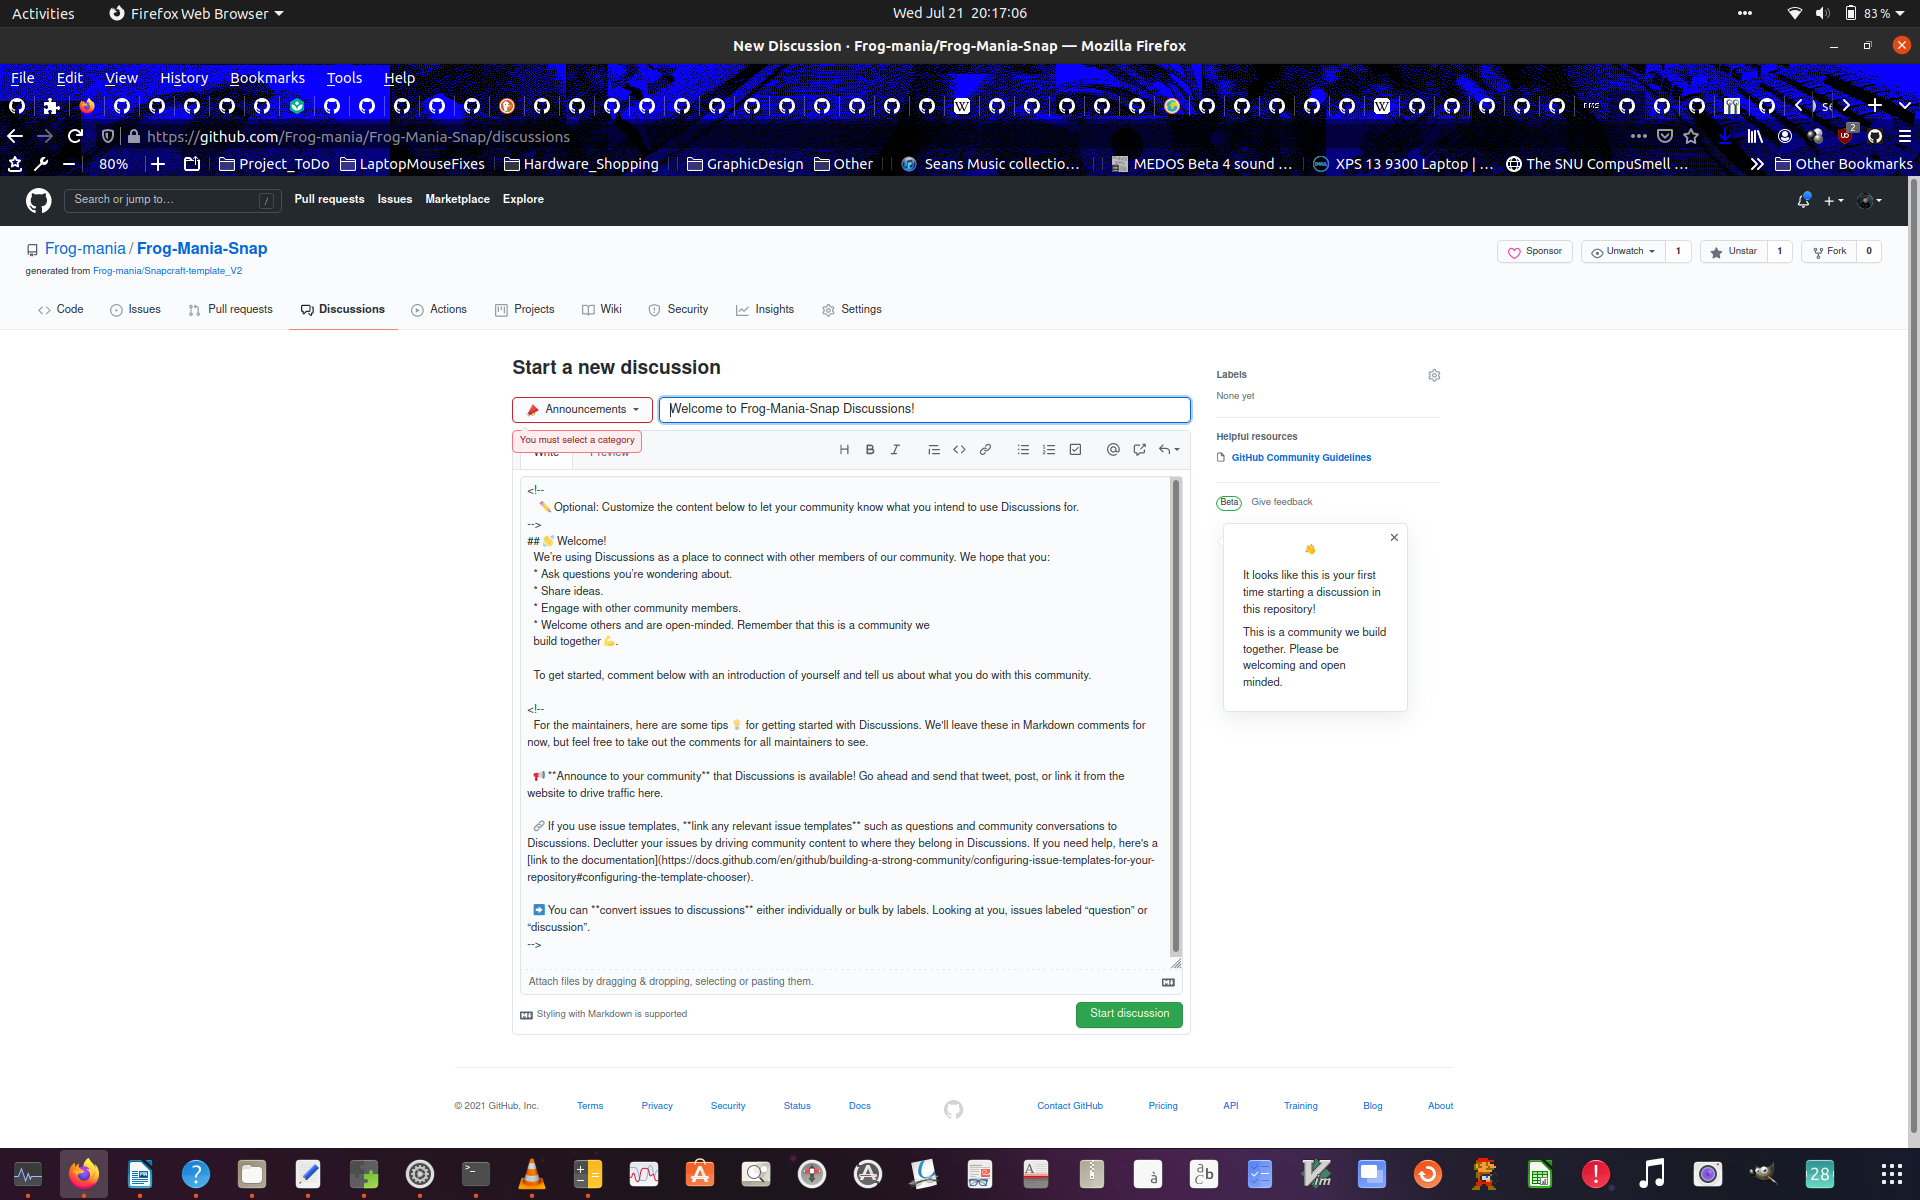 Activities
Firefox Web Browser
Wed Jul 21 20:17:06
83 %
New Discussion · Frog-mania/Frog-Mania-Snap — Mozilla Firefox
File Edit View History Bookmarks Tools Help
https://github.com/Frog-mania/Frog-Mania-Snap/discussions
2
80%
Project_ToDo
LaptopMouseFixes
Hardware_Shopping
GraphicDesign
Other
Seans Music collectio…
MEDOS Beta 4 sound …
XPS 13 9300 Laptop | …
The SNU CompuSmell …
Other Bookmarks
Search or jump to…
/
Pull requests Issues Marketplace Explore
Frog-mania / Frog-Mania-Snap
generated from Frog-mania/Snapcraft-template_V2
Sponsor
Unwatch 1
Unstar 1
Fork 0
Code
Issues
Pull requests
Discussions
Actions
Projects
Wiki
Security
Insights
Settings
Start a new discussion
Announcements
Welcome to Frog-Mania-Snap Discussions!
You must select a category
Write Preview
<!--
✏️ Optional: Customize the content below to let your community know what you intend to use Discussions for.
-->
## 👋 Welcome!
We’re using Discussions as a place to connect with other members of our community. We hope that you:
* Ask questions you’re wondering about.
* Share ideas.
* Engage with other community members.
* Welcome others and are open-minded. Remember that this is a community we
build together 💪.
To get started, comment below with an introduction of yourself and tell us about what you do with this community.
<!--
For the maintainers, here are some tips 💡 for getting started with Discussions. We'll leave these in Markdown comments for
now, but feel free to take out the comments for all maintainers to see.
📢 **Announce to your community** that Discussions is available! Go ahead and send that tweet, post, or link it from the
website to drive traffic here.
🔗 If you use issue templates, **link any relevant issue templates** such as questions and community conversations to
Discussions. Declutter your issues by driving community content to where they belong in Discussions. If you need help, here's a
[link to the documentation](https://docs.github.com/en/github/building-a-strong-community/configuring-issue-templates-for-your-
repository#configuring-the-template-chooser).
➡️ You can **convert issues to discussions** either individually or bulk by labels. Looking at you, issues labeled “question” or
“discussion”.
-->
Attach files by dragging & dropping, selecting or pasting them.
Styling with Markdown is supported
Start discussion
Labels
None yet
Helpful resources
GitHub Community Guidelines
Beta Give feedback
👋
It looks like this is your first
time starting a discussion in
this repository!
This is a community we build
together. Please be
welcoming and open
minded.
© 2021 GitHub, Inc.
Terms
Privacy
Security
Status
Docs
Contact GitHub
Pricing
API
Training
Blog
About
28